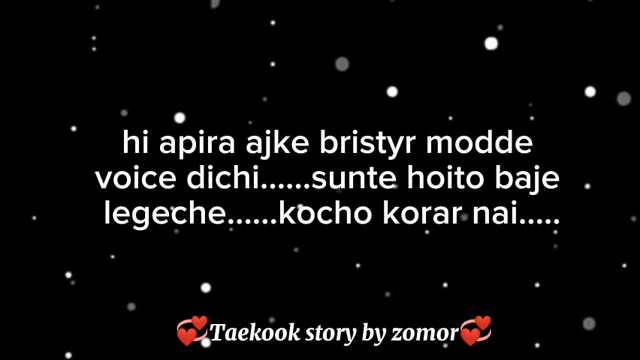 hi apira ajke bristyr modde
voice dichi......sunte hoito baje
legeche......kocho korar nai.....
💞Taekook story by zomor💞